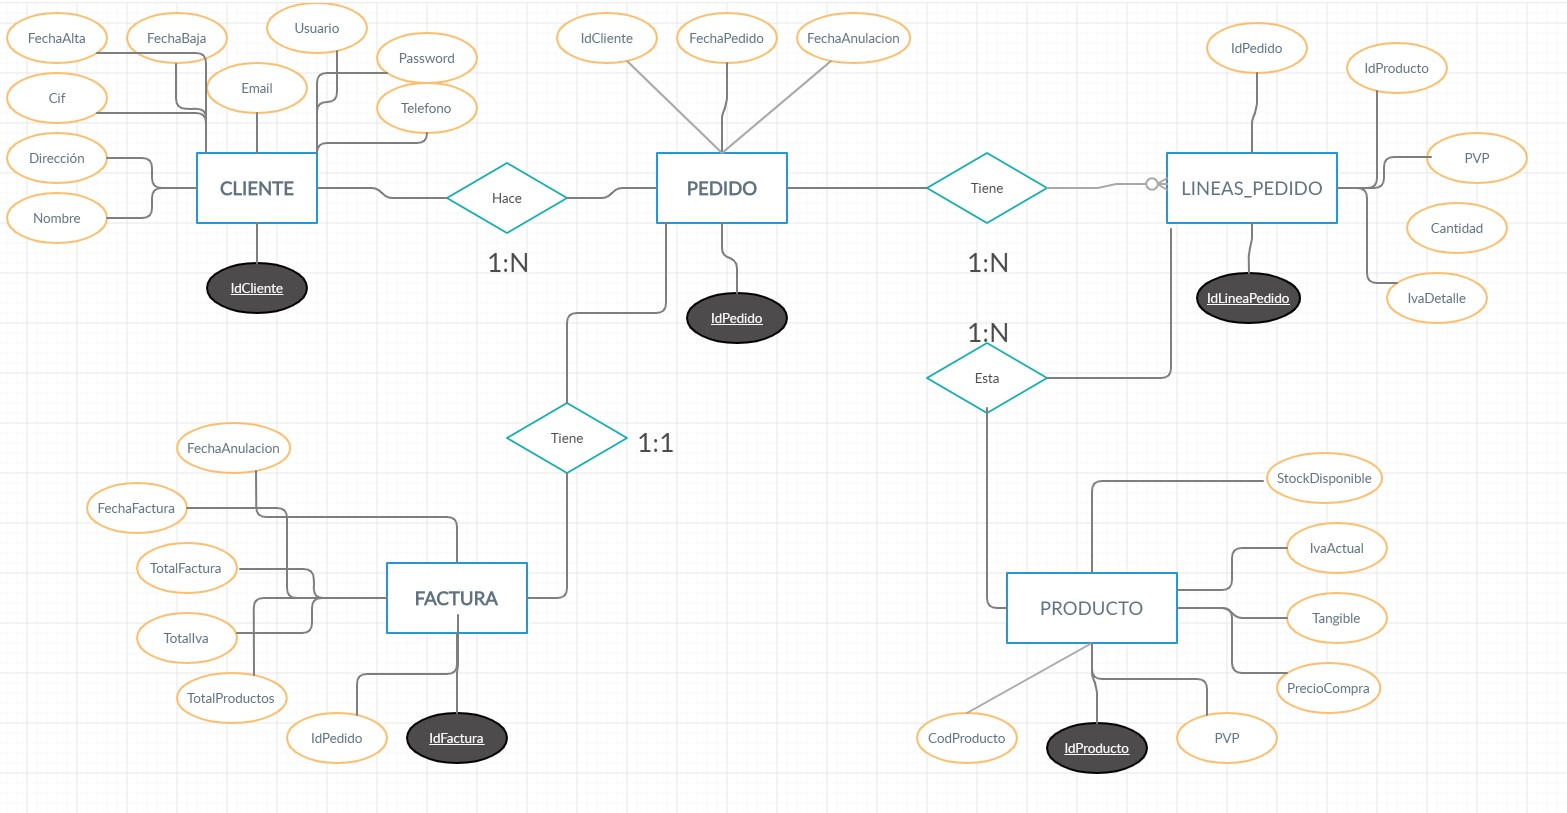 FechaAlta
FechaBaja
Usuario
Password
Email
Cif
Telefono
Dirección
Nombre
CLIENTE
IdCliente
Hace
1:N
IdCliente
FechaPedido
FechaAnulacion
PEDIDO
IdPedido
Tiene
1:N
IdPedido
IdProducto
PVP
LINEAS_PEDIDO
Cantidad
IvaDetalle
IdLineaPedido
1:N
Esta
Tiene
1:1
FechaAnulacion
FechaFactura
TotalFactura
TotalIva
TotalProductos
FACTURA
IdPedido
IdFactura
StockDisponible
IvaActual
Tangible
PrecioCompra
PRODUCTO
CodProducto
IdProducto
PVP